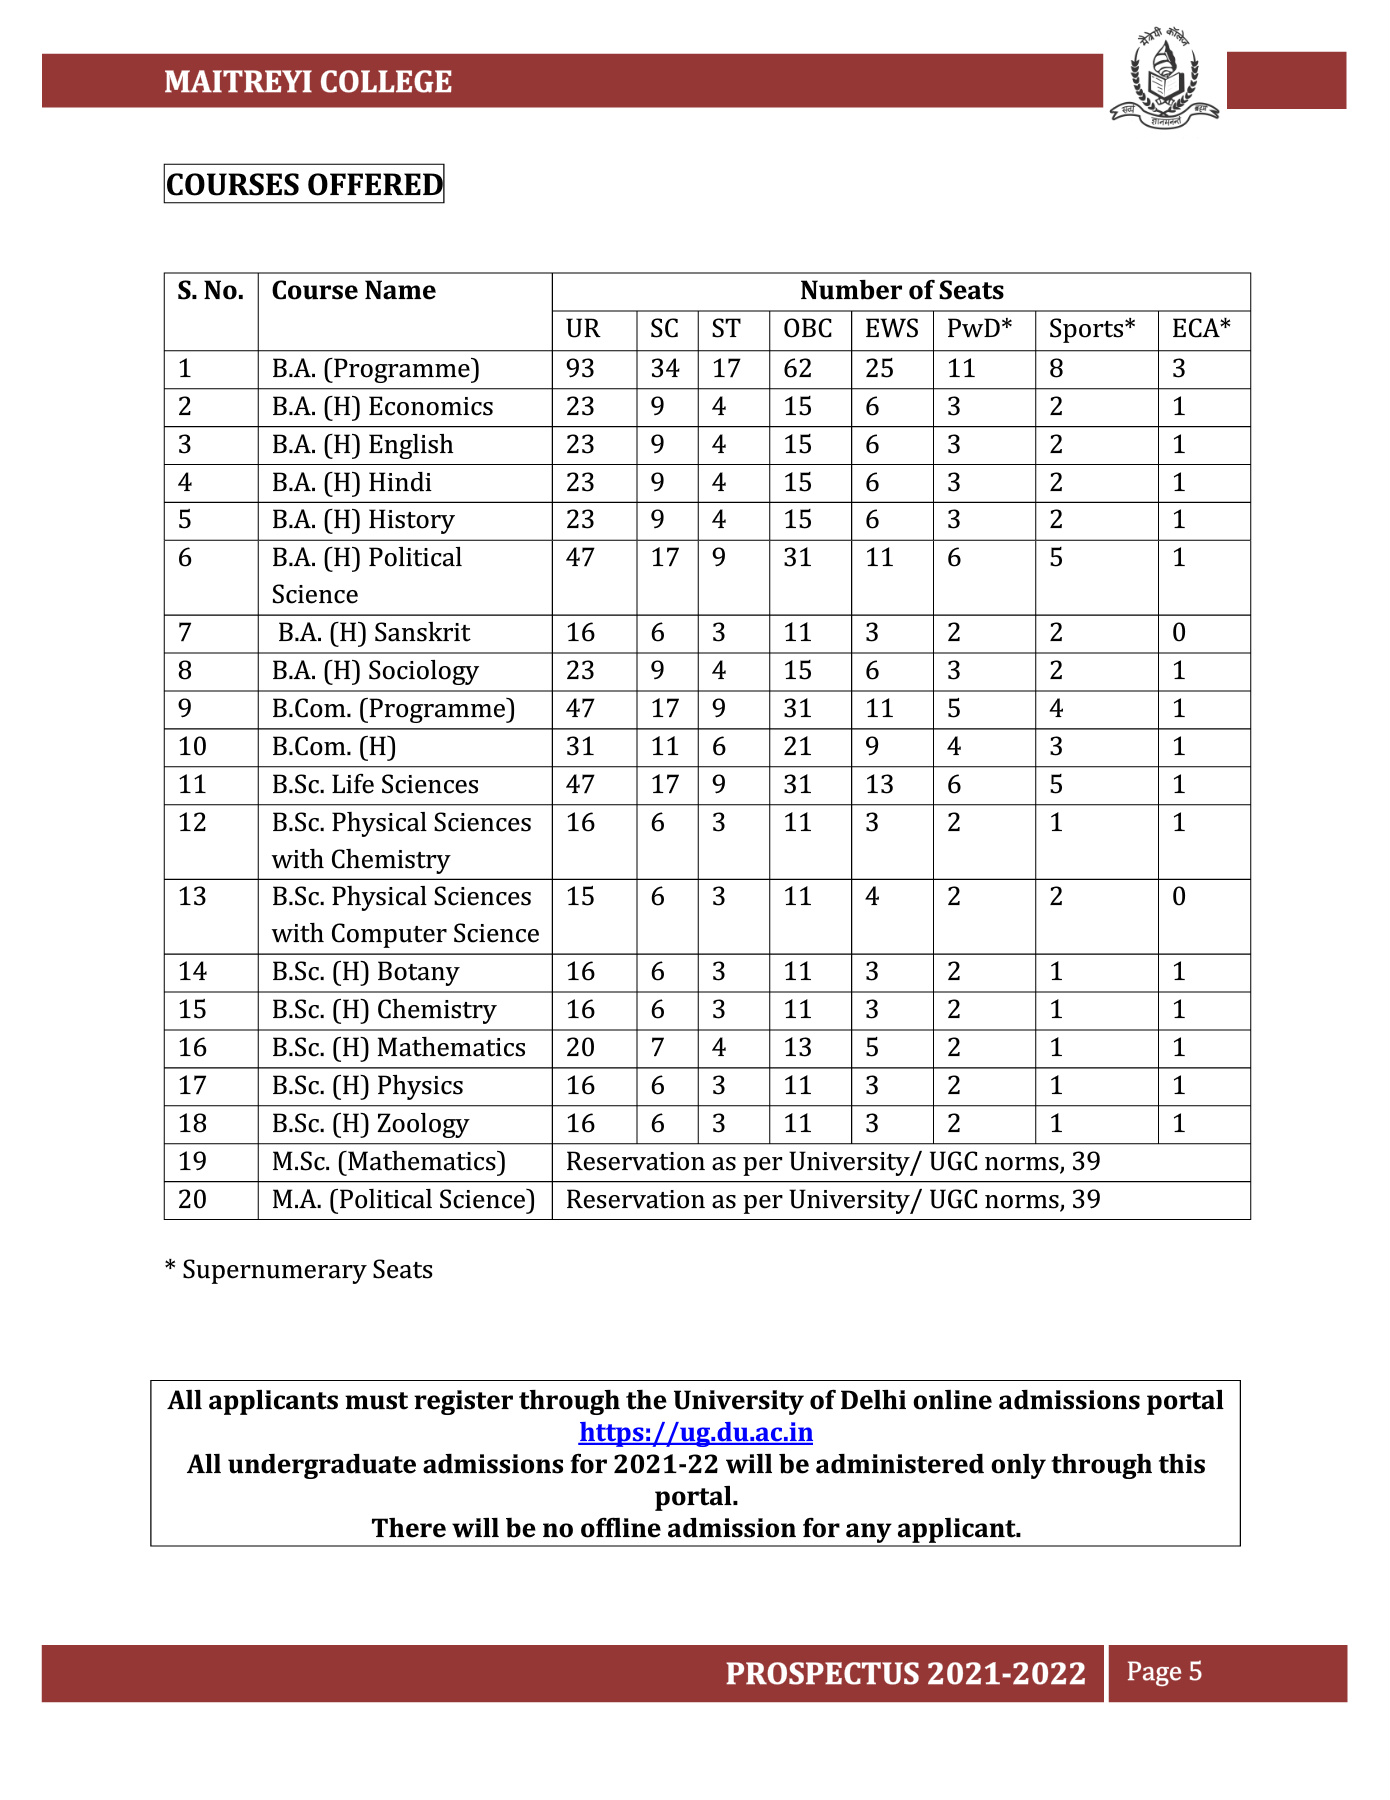 MAITREYI COLLEGE
मैत्रेयी कॉलेज
सत्यं ज्ञानमनन्तं ब्रह्म
COURSES OFFERED
S. No. Course Name Number of Seats
UR SC ST OBC EWS PwD* Sports* ECA*
1 B.A. (Programme) 93 34 17 62 25 11 8 3
2 B.A. (H) Economics 23 9 4 15 6 3 2 1
3 B.A. (H) English 23 9 4 15 6 3 2 1
4 B.A. (H) Hindi 23 9 4 15 6 3 2 1
5 B.A. (H) History 23 9 4 15 6 3 2 1
6 B.A. (H) Political 47 17 9 31 11 6 5 1
Science
7 B.A. (H) Sanskrit 16 6 3 11 3 2 2 0
8 B.A. (H) Sociology 23 9 4 15 6 3 2 1
9 B.Com. (Programme) 47 17 9 31 11 5 4 1
10 B.Com. (H) 31 11 6 21 9 4 3 1
11 B.Sc. Life Sciences 47 17 9 31 13 6 5 1
12 B.Sc. Physical Sciences 16 6 3 11 3 2 1 1
with Chemistry
13 B.Sc. Physical Sciences 15 6 3 11 4 2 2 0
with Computer Science
14 B.Sc. (H) Botany 16 6 3 11 3 2 1 1
15 B.Sc. (H) Chemistry 16 6 3 11 3 2 1 1
16 B.Sc. (H) Mathematics 20 7 4 13 5 2 1 1
17 B.Sc. (H) Physics 16 6 3 11 3 2 1 1
18 B.Sc. (H) Zoology 16 6 3 11 3 2 1 1
19 M.Sc. (Mathematics) Reservation as per University/ UGC norms, 39
20 M.A. (Political Science) Reservation as per University/ UGC norms, 39
* Supernumerary Seats
All applicants must register through the University of Delhi online admissions portal
https://ug.du.ac.in
All undergraduate admissions for 2021-22 will be administered only through this
portal.
There will be no offline admission for any applicant.
PROSPECTUS 2021-2022 Page 5